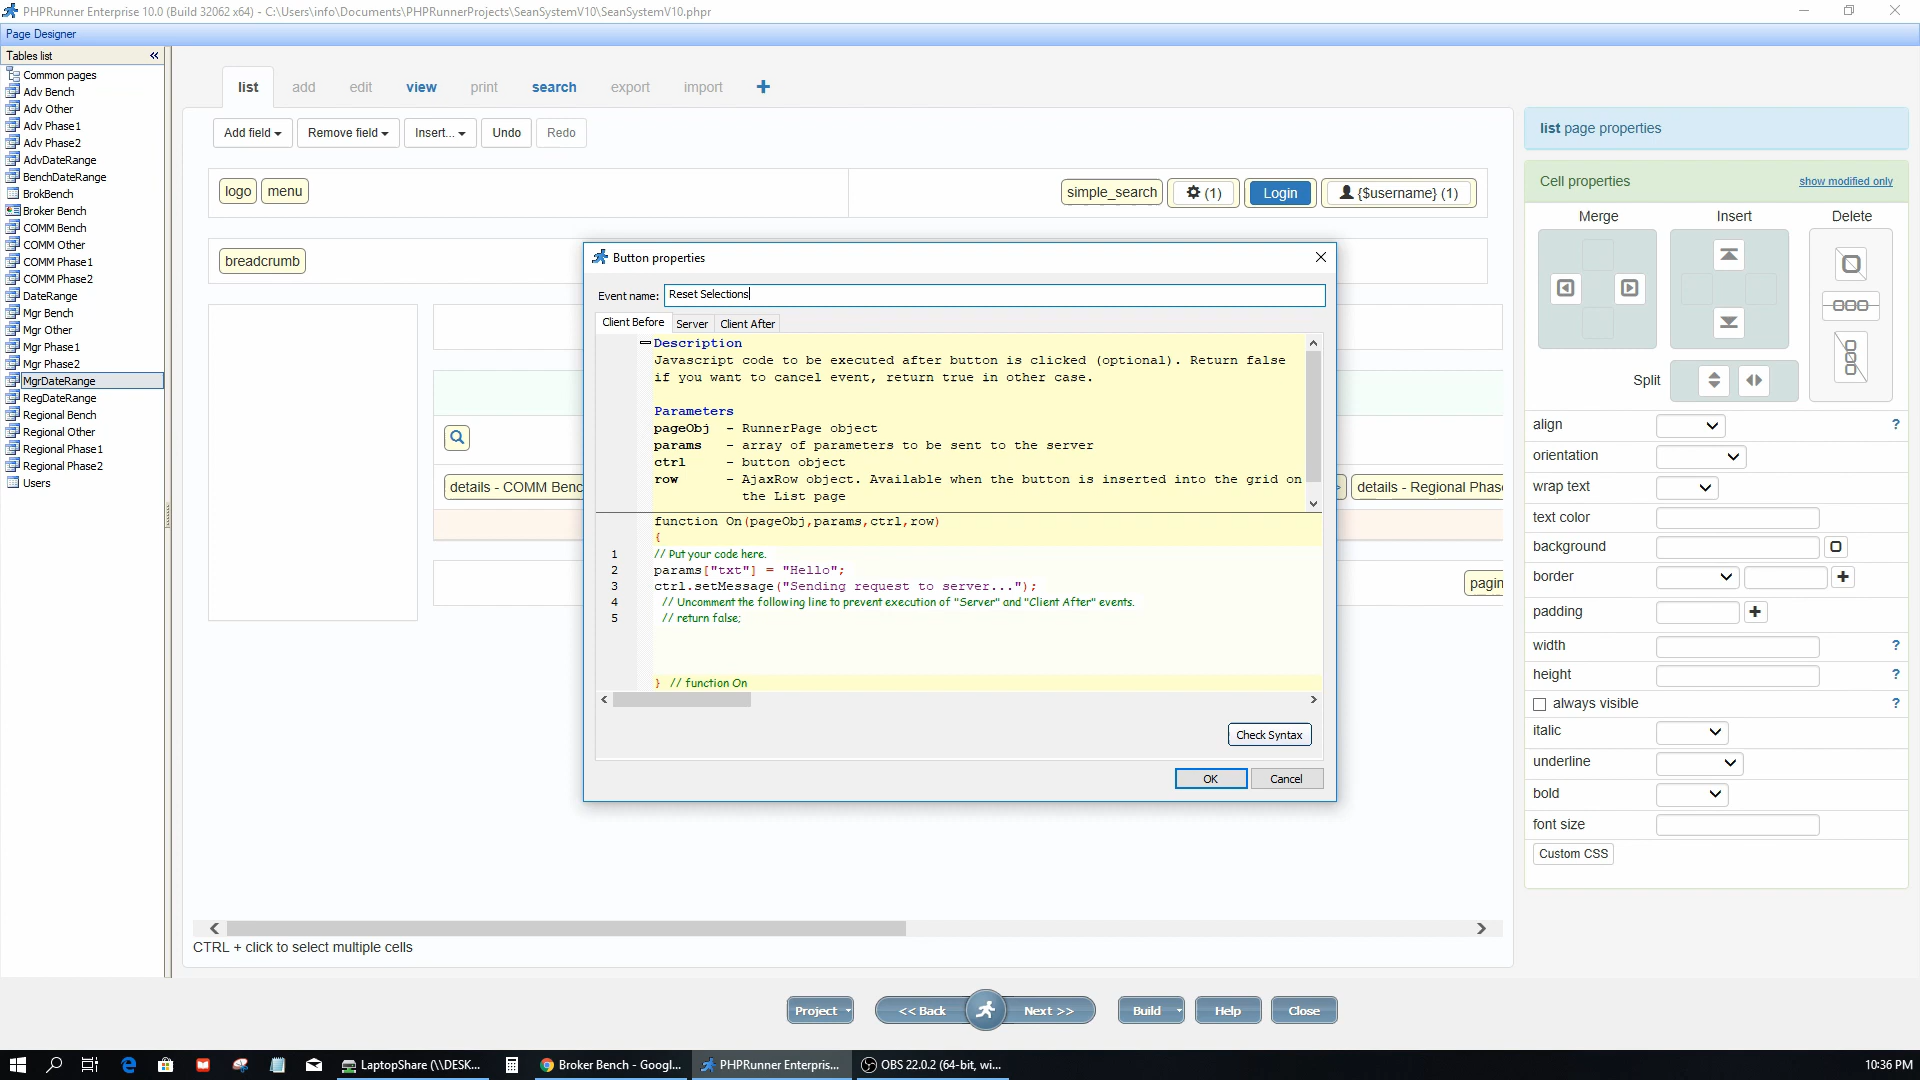 PHPRunner Enterprise 10.0 (Build 32062 x64) - C:\Users\info\Documents\PHPRunnerProjects\SeanSystemV10\SeanSystemV10.phpr
Page Designer
Tables list
Common pages
Adv Bench
Adv Other
Adv Phase1
Adv Phase2
AdvDateRange
BenchDateRange
BrokBench
Broker Bench
COMM Bench
COMM Other
COMM Phase1
COMM Phase2
DateRange
Mgr Bench
Mgr Other
Mgr Phase1
Mgr Phase2
MgrDateRange
RegDateRange
Regional Bench
Regional Other
Regional Phase1
Regional Phase2
Users
list add edit view print search export import
Add field Remove field Insert... Undo Redo
logo menu
simple_search (1) Login {$username} (1)
breadcrumb
details - COMM Benc
details - Regional Phase
pagin
CTRL + click to select multiple cells
Button properties
Event name: Reset Selections
Client Before Server Client After
Description
Javascript code to be executed after button is clicked (optional). Return false
if you want to cancel event, return true in other case.
Parameters
pageObj - RunnerPage object
params - array of parameters to be sent to the server
ctrl - button object
row - AjaxRow object. Available when the button is inserted into the grid on
the List page
function On(pageObj,params,ctrl,row)
{
1 // Put your code here.
2 params["txt"] = "Hello";
3 ctrl.setMessage("Sending request to server...");
4 // Uncomment the following line to prevent execution of "Server" and "Client After" events.
5 // return false;
} // function On
Check Syntax
OK Cancel
list page properties
Cell properties show modified only
Merge Insert Delete
Split
align ?
orientation
wrap text
text color
background
border
padding
width ?
height ?
always visible ?
italic
underline
bold
font size
Custom CSS
Project << Back Next >> Build Help Close
LaptopShare (\\DESK... Broker Bench - Googl... PHPRunner Enterpris... OBS 22.0.2 (64-bit, wi... 10:36 PM